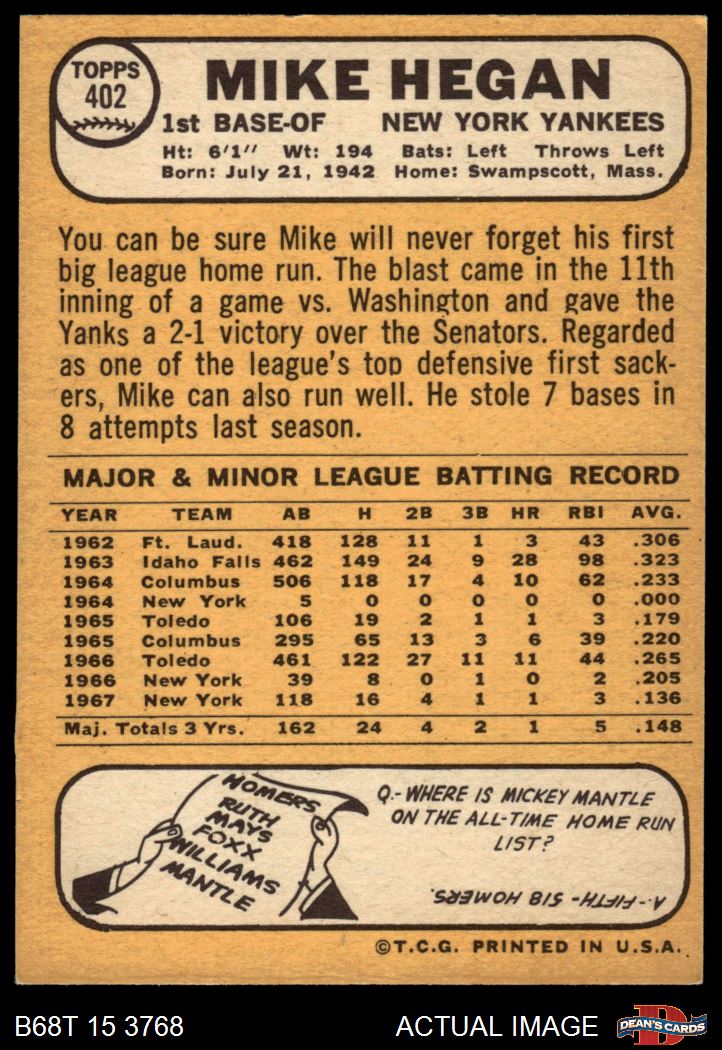 TOPPS
402
MIKE HEGAN
1st BASE-OF NEW YORK YANKEES
Ht: 6'1" Wt: 194 Bats: Left Throws Left
Born: July 21, 1942 Home: Swampscott, Mass.
You can be sure Mike will never forget his first
big league home run. The blast came in the 11th
inning of a game vs. Washington and gave the
Yanks a 2-1 victory over the Senators. Regarded
as one of the league's top defensive first sack-
ers, Mike can also run well. He stole 7 bases in
8 attempts last season.
MAJOR & MINOR LEAGUE BATTING RECORD
YEAR TEAM AB H 2B 3B HR RBI AVG.
1962 Ft. Laud. 418 128 11 1 3 43 .306
1963 Idaho Falls 462 149 24 9 28 98 .323
1964 Columbus 506 118 17 4 10 62 .233
1964 New York 5 0 0 0 0 0 .000
1965 Toledo 106 19 2 1 1 3 .179
1965 Columbus 295 65 13 3 6 39 .220
1966 Toledo 461 122 27 11 11 44 .265
1966 New York 39 8 0 1 0 2 .205
1967 New York 118 16 4 1 1 3 .136
Maj. Totals 3 Yrs. 162 24 4 2 1 5 .148
HOMERS
RUTH
MAYS
FOXX
WILLIAMS
MANTLE
Q.- WHERE IS MICKEY MANTLE
ON THE ALL-TIME HOME RUN
LIST?
A.- FIFTH - 518 HOMERS.
©T.C.G. PRINTED IN U.S.A.
B68T 15 3768 ACTUAL IMAGE
D
DEAN'S CARDS